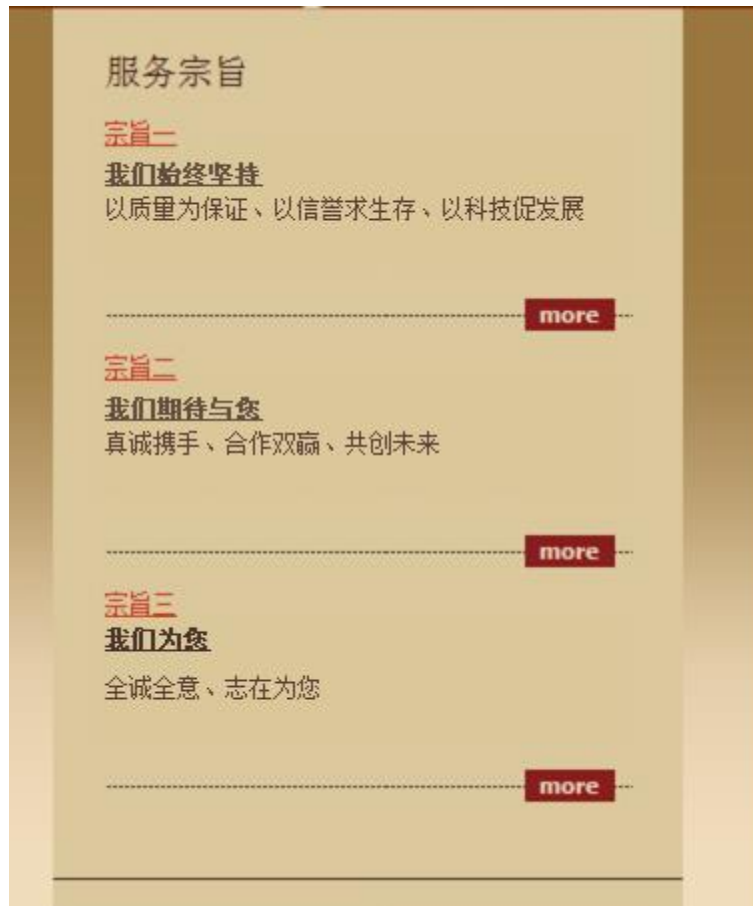 服务宗旨
宗旨一
我们始终坚持
以质量为保证、以信誉求生存、以科技促发展
more
宗旨二
我们期待与您
真诚携手、合作双赢、共创未来
more
宗旨三
我们为您
全诚全意、志在为您
more